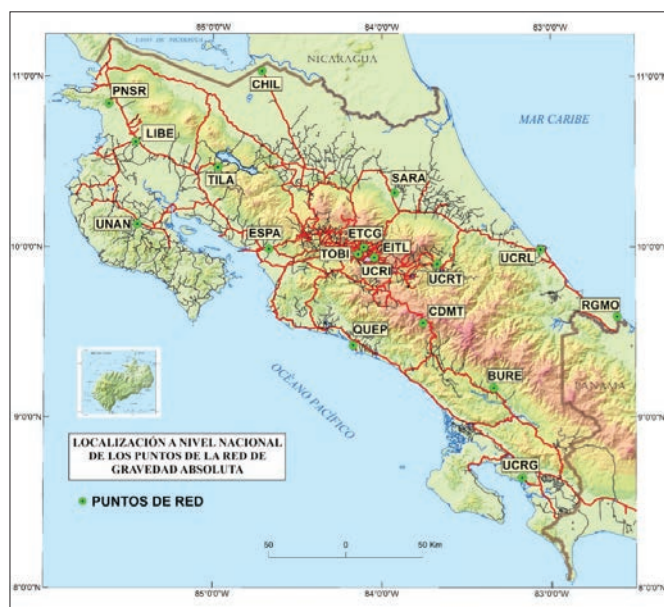 85°0'0"W 84°0'0"W 83°0'0"W
LAGO DE NICARAGUA
NICARAGUA
11°0'0"N 11°0'0"N
CHIL
PNSR
MAR CARIBE
LIBE
TILA
SARA
UNAN
ESPA
ETCG
10°0'0"N 10°0'0"N
TOBI
EITL
UCRI
UCRT
UCRL
RGMO
CDMT
QUEP
BURE
PANAMA
OCÉANO PACÍFICO
9°0'0"N 9°0'0"N
LOCALIZACIÓN A NIVEL NACIONAL
DE LOS PUNTOS DE LA RED DE
GRAVEDAD ABSOLUTA
UCRG
PUNTOS DE RED
50 0 50 Km
8°0'0"N 8°0'0"N
85°0'0"W 84°0'0"W 83°0'0"W